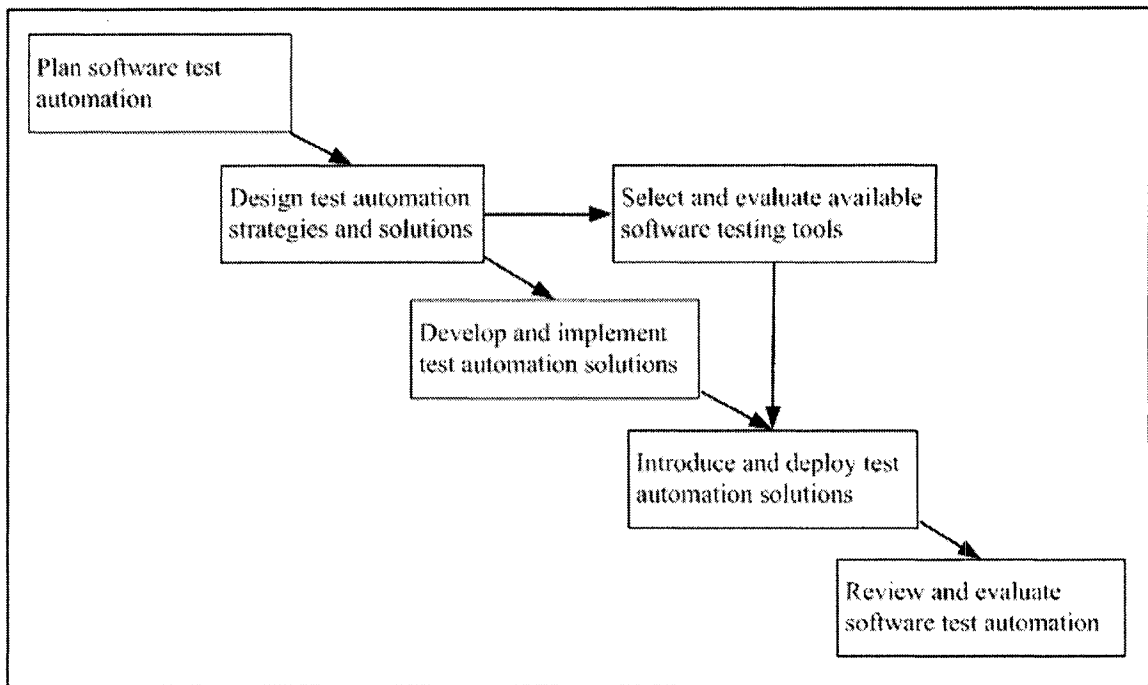 Plan software test
automation
Design test automation
strategies and solutions
Select and evaluate available
software testing tools
Develop and implement
test automation solutions
Introduce and deploy test
automation solutions
Review and evaluate
software test automation